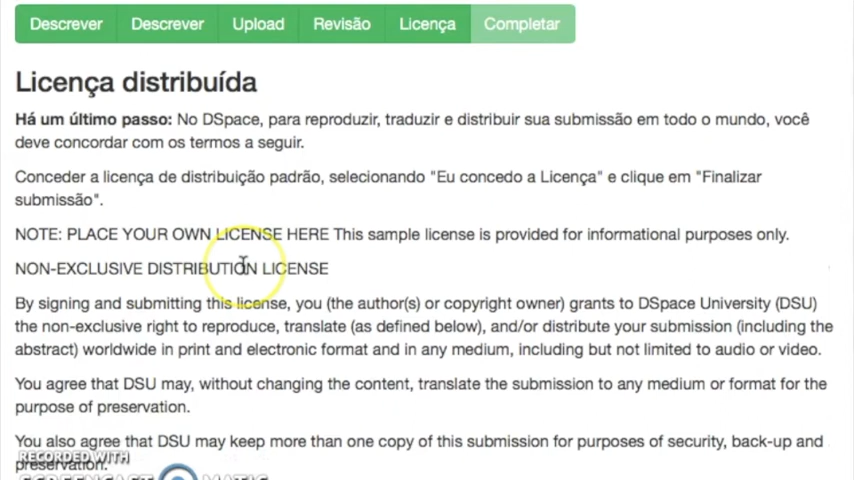 Descrever Descrever Upload Revisão Licença Completar
Licença distribuída
Há um último passo: No DSpace, para reproduzir, traduzir e distribuir sua submissão em todo o mundo, você
deve concordar com os termos a seguir.
Conceder a licença de distribuição padrão, selecionando "Eu concedo a Licença" e clique em "Finalizar
submissão".
NOTE: PLACE YOUR OWN LICENSE HERE This sample license is provided for informational purposes only.
NON-EXCLUSIVE DISTRIBUTION LICENSE
By signing and submitting this license, you (the author(s) or copyright owner) grants to DSpace University (DSU)
the non-exclusive right to reproduce, translate (as defined below), and/or distribute your submission (including the
abstract) worldwide in print and electronic format and in any medium, including but not limited to audio or video.
You agree that DSU may, without changing the content, translate the submission to any medium or format for the
purpose of preservation.
You also agree that DSU may keep more than one copy of this submission for purposes of security, back-up and
preservation.
RECORDED WITH
SCREENCAST MATIC